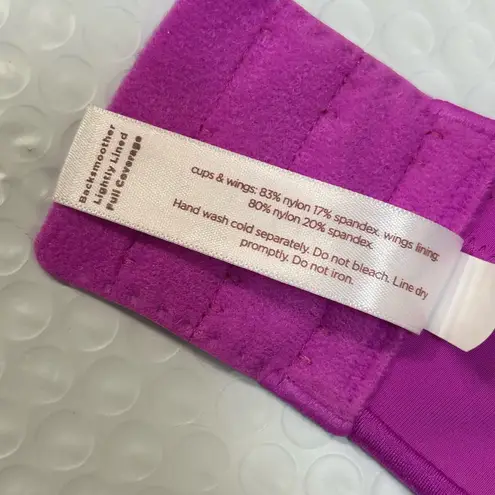 Backsmoother
Lightly Lined
Full Coverage
cups & wings: 83% nylon 17% spandex. wings lining:
80% nylon 20% spandex.
Hand wash cold separately. Do not bleach. Line dry
promptly. Do not iron.